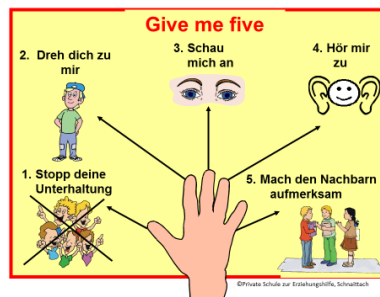 Give me five
1. Stopp deine
Unterhaltung
2. Dreh dich zu
mir
3. Schau
mich an
4. Hör mir
zu
5. Mach den Nachbarn
aufmerksam
©Private Schule zur Erziehungshilfe, Schnaittach